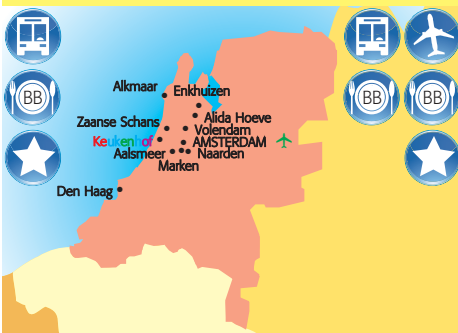 BB
BB
BB
Alkmaar
Enkhuizen
Alida Hoeve
Zaanse Schans
Volendam
Keukenhof
AMSTERDAM
Aalsmeer
Naarden
Marken
Den Haag